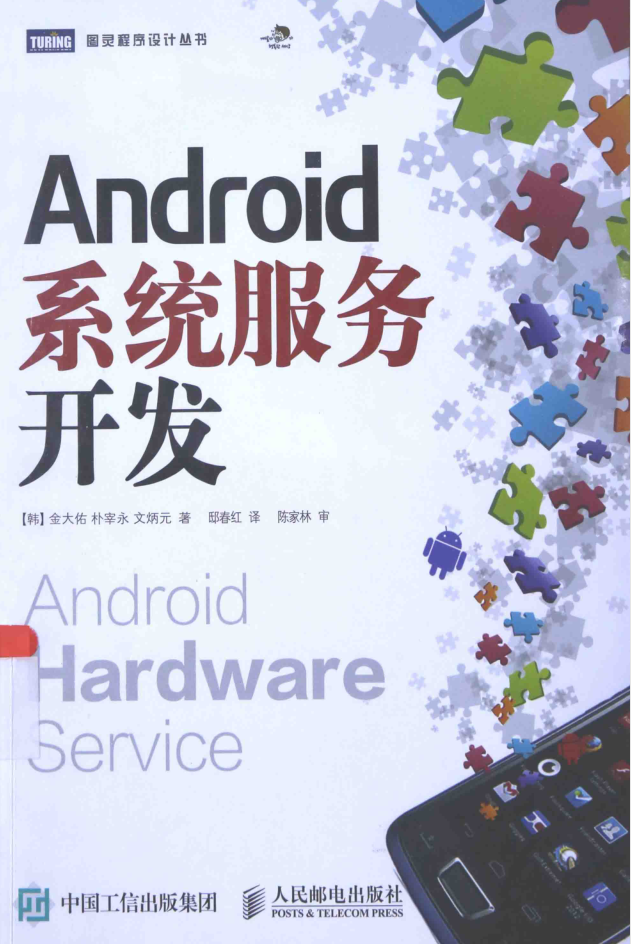 TURING 图灵程序设计丛书
Android
系统服务
开发
【韩】金大佑 朴宰永 文炳元 著 邸春红 译 陈家林 审
Android
Hardware
Service
中国工信出版集团 人民邮电出版社
POSTS & TELECOM PRESS